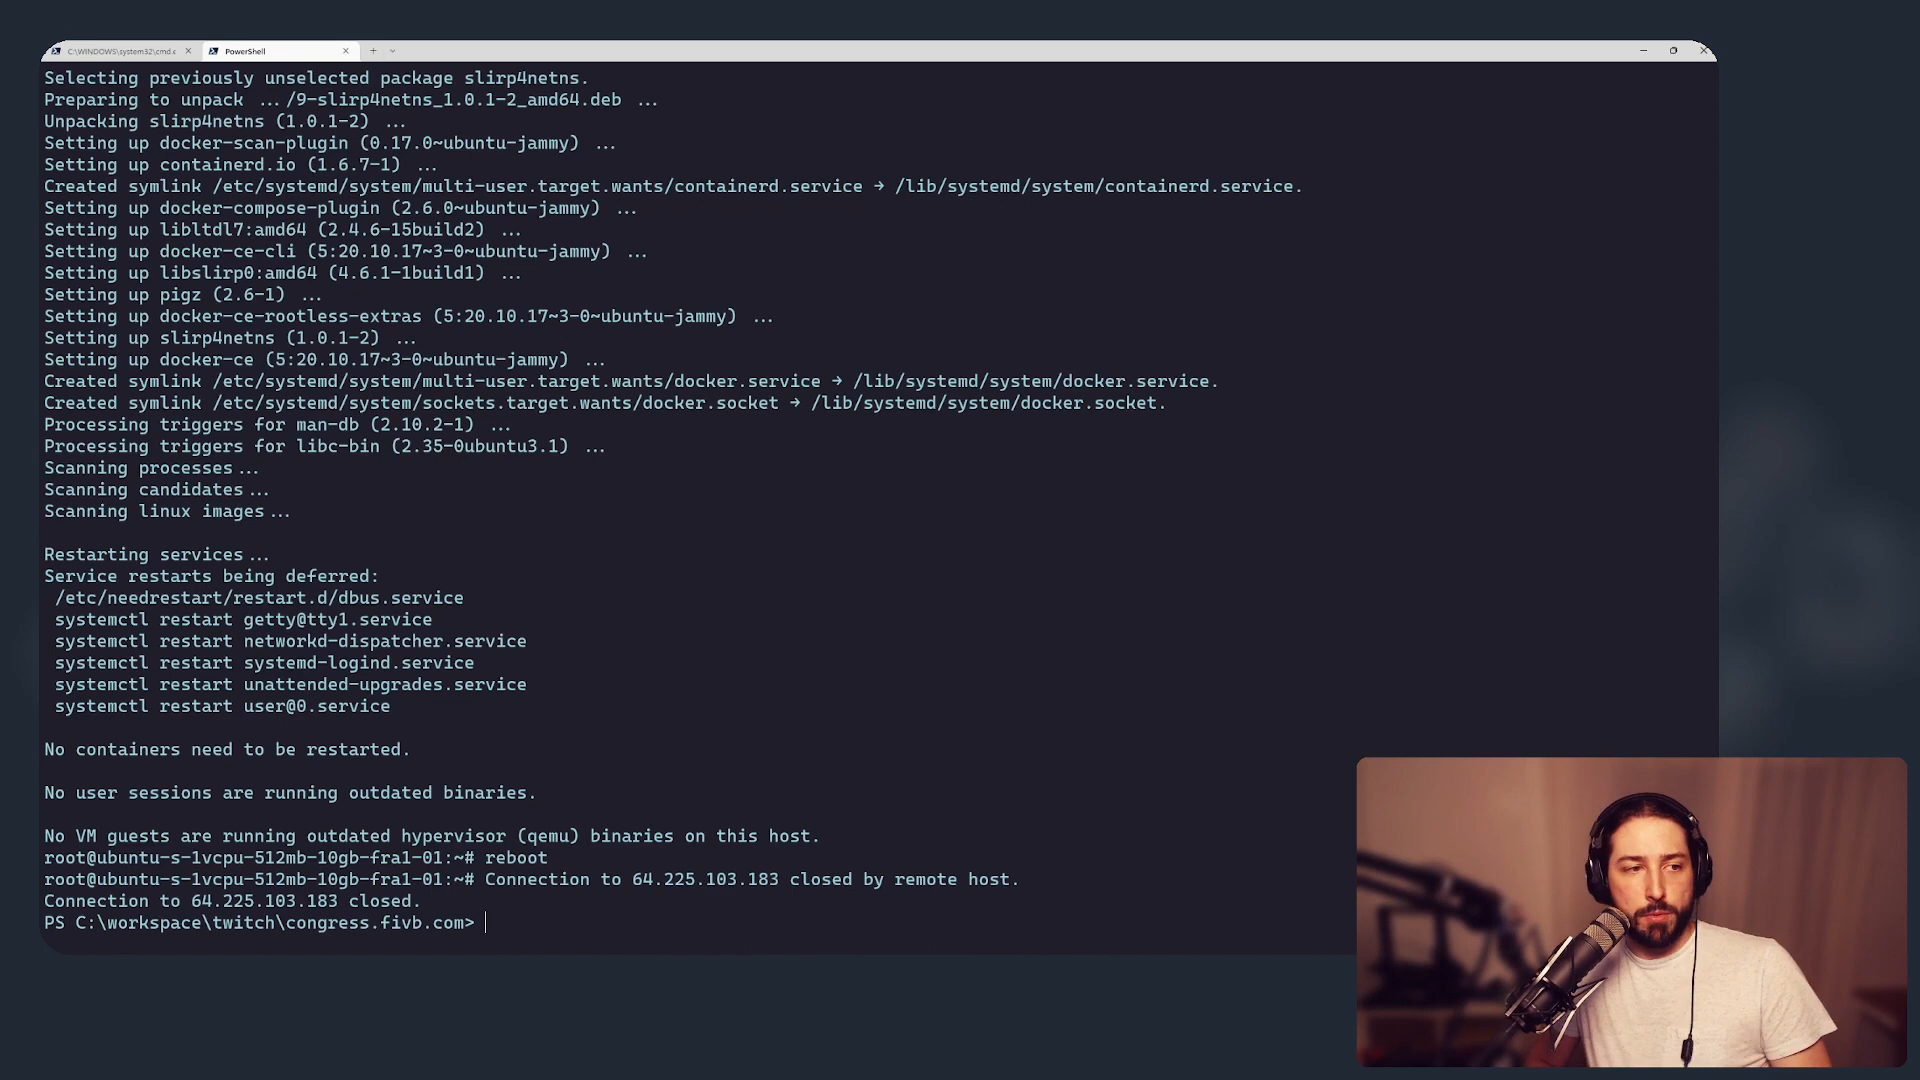 C:\WINDOWS\system32\cmd.e
PowerShell
Selecting previously unselected package slirp4netns.
Preparing to unpack .../9-slirp4netns_1.0.1-2_amd64.deb ...
Unpacking slirp4netns (1.0.1-2) ...
Setting up docker-scan-plugin (0.17.0~ubuntu-jammy) ...
Setting up containerd.io (1.6.7-1) ...
Created symlink /etc/systemd/system/multi-user.target.wants/containerd.service → /lib/systemd/system/containerd.service.
Setting up docker-compose-plugin (2.6.0~ubuntu-jammy) ...
Setting up libltdl7:amd64 (2.4.6-15build2) ...
Setting up docker-ce-cli (5:20.10.17~3-0~ubuntu-jammy) ...
Setting up libslirp0:amd64 (4.6.1-1build1) ...
Setting up pigz (2.6-1) ...
Setting up docker-ce-rootless-extras (5:20.10.17~3-0~ubuntu-jammy) ...
Setting up slirp4netns (1.0.1-2) ...
Setting up docker-ce (5:20.10.17~3-0~ubuntu-jammy) ...
Created symlink /etc/systemd/system/multi-user.target.wants/docker.service → /lib/systemd/system/docker.service.
Created symlink /etc/systemd/system/sockets.target.wants/docker.socket → /lib/systemd/system/docker.socket.
Processing triggers for man-db (2.10.2-1) ...
Processing triggers for libc-bin (2.35-0ubuntu3.1) ...
Scanning processes...
Scanning candidates...
Scanning linux images...
Restarting services...
Service restarts being deferred:
/etc/needrestart/restart.d/dbus.service
systemctl restart getty@tty1.service
systemctl restart networkd-dispatcher.service
systemctl restart systemd-logind.service
systemctl restart unattended-upgrades.service
systemctl restart user@0.service
No containers need to be restarted.
No user sessions are running outdated binaries.
No VM guests are running outdated hypervisor (qemu) binaries on this host.
root@ubuntu-s-1vcpu-512mb-10gb-fra1-01:~# reboot
root@ubuntu-s-1vcpu-512mb-10gb-fra1-01:~# Connection to 64.225.103.183 closed by remote host.
Connection to 64.225.103.183 closed.
PS C:\workspace\twitch\congress.fivb.com>